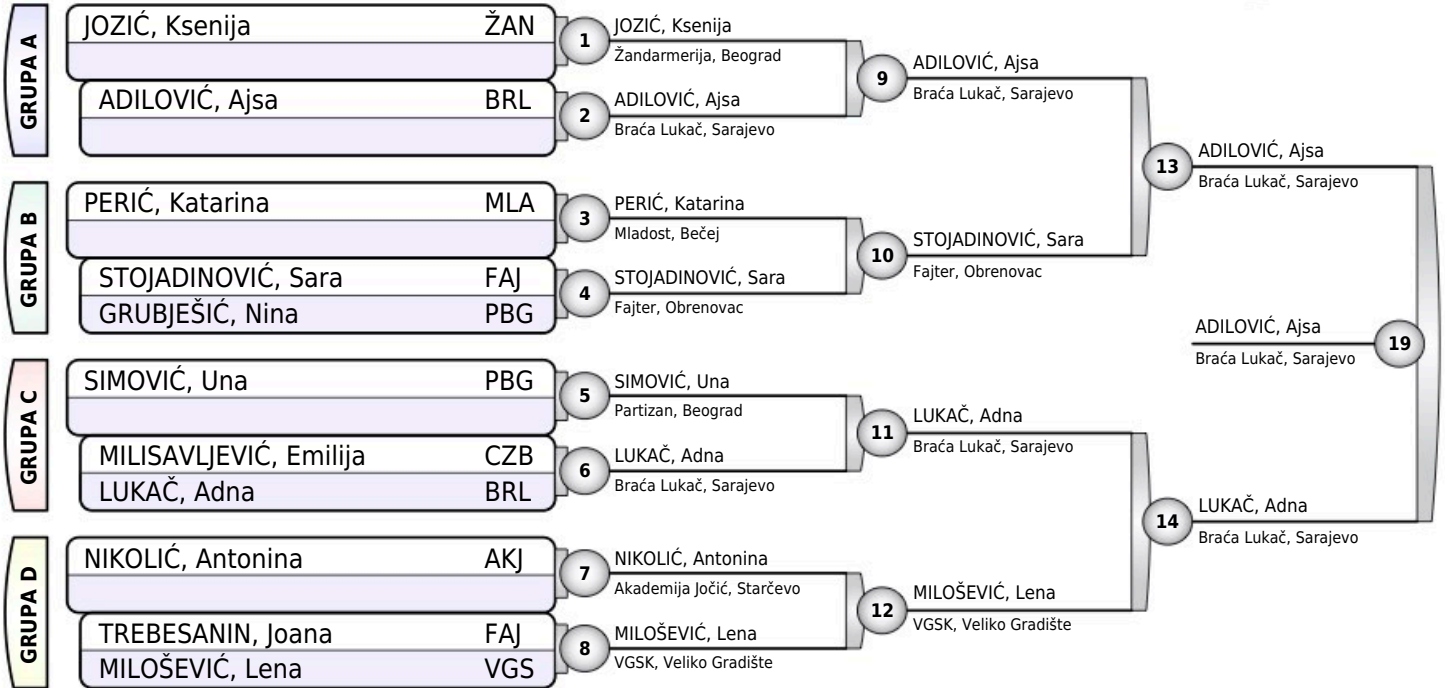 GRUPA A
JOZIĆ, Ksenija ŽAN
ADILOVIĆ, Ajsa BRL
GRUPA B
PERIĆ, Katarina MLA
STOJADINOVIĆ, Sara FAJ
GRUBJEŠIĆ, Nina PBG
GRUPA C
SIMOVIĆ, Una PBG
MILISAVLJEVIĆ, Emilija CZB
LUKAČ, Adna BRL
GRUPA D
NIKOLIĆ, Antonina AKJ
TREBESANIN, Joana FAJ
MILOŠEVIĆ, Lena VGS
1
JOZIĆ, Ksenija
Žandarmerija, Beograd
2
ADILOVIĆ, Ajsa
Braća Lukač, Sarajevo
3
PERIĆ, Katarina
Mladost, Bečej
4
STOJADINOVIĆ, Sara
Fajter, Obrenovac
5
SIMOVIĆ, Una
Partizan, Beograd
6
LUKAČ, Adna
Braća Lukač, Sarajevo
7
NIKOLIĆ, Antonina
Akademija Jočić, Starčevo
8
MILOŠEVIĆ, Lena
VGSK, Veliko Gradište
9
ADILOVIĆ, Ajsa
Braća Lukač, Sarajevo
10
STOJADINOVIĆ, Sara
Fajter, Obrenovac
11
LUKAČ, Adna
Braća Lukač, Sarajevo
12
MILOŠEVIĆ, Lena
VGSK, Veliko Gradište
13
ADILOVIĆ, Ajsa
Braća Lukač, Sarajevo
14
LUKAČ, Adna
Braća Lukač, Sarajevo
ADILOVIĆ, Ajsa
Braća Lukač, Sarajevo
19